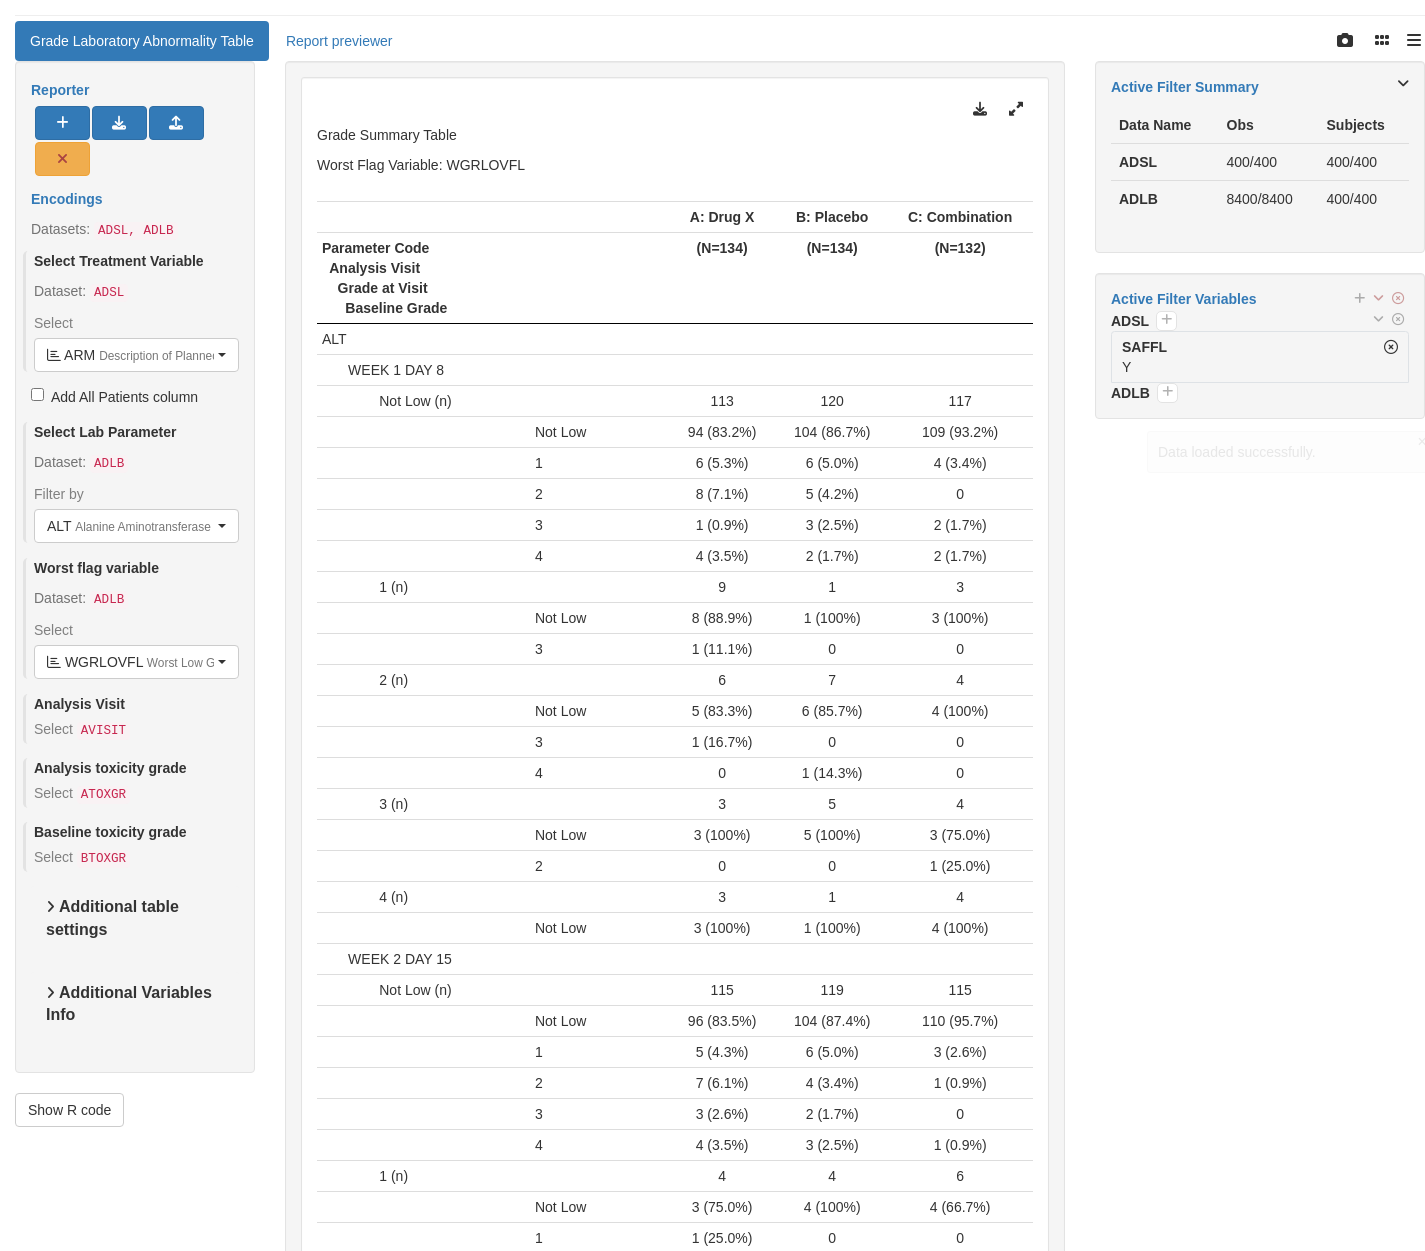 Grade Laboratory Abnormality Table
Report previewer
Reporter
Encodings
Datasets: ADSL, ADLB
Select Treatment Variable
Dataset: ADSL
Select
ARM Description of Planned
Add All Patients column
Select Lab Parameter
Dataset: ADLB
Filter by
ALT Alanine Aminotransferase
Worst flag variable
Dataset: ADLB
Select
WGRLOVFL Worst Low G
Analysis Visit
Select AVISIT
Analysis toxicity grade
Select ATOXGR
Baseline toxicity grade
Select BTOXGR
Additional table
settings
Additional Variables
Info
Show R code
Grade Summary Table
Worst Flag Variable: WGRLOVFL
A: Drug X B: Placebo C: Combination
Parameter Code (N=134) (N=134) (N=132)
Analysis Visit
Grade at Visit
Baseline Grade
ALT
WEEK 1 DAY 8
Not Low (n) 113 120 117
Not Low 94 (83.2%) 104 (86.7%) 109 (93.2%)
1 6 (5.3%) 6 (5.0%) 4 (3.4%)
2 8 (7.1%) 5 (4.2%) 0
3 1 (0.9%) 3 (2.5%) 2 (1.7%)
4 4 (3.5%) 2 (1.7%) 2 (1.7%)
1 (n) 9 1 3
Not Low 8 (88.9%) 1 (100%) 3 (100%)
3 1 (11.1%) 0 0
2 (n) 6 7 4
Not Low 5 (83.3%) 6 (85.7%) 4 (100%)
3 1 (16.7%) 0 0
4 0 1 (14.3%) 0
3 (n) 3 5 4
Not Low 3 (100%) 5 (100%) 3 (75.0%)
2 0 0 1 (25.0%)
4 (n) 3 1 4
Not Low 3 (100%) 1 (100%) 4 (100%)
WEEK 2 DAY 15
Not Low (n) 115 119 115
Not Low 96 (83.5%) 104 (87.4%) 110 (95.7%)
1 5 (4.3%) 6 (5.0%) 3 (2.6%)
2 7 (6.1%) 4 (3.4%) 1 (0.9%)
3 3 (2.6%) 2 (1.7%) 0
4 4 (3.5%) 3 (2.5%) 1 (0.9%)
1 (n) 4 4 6
Not Low 3 (75.0%) 4 (100%) 4 (66.7%)
1 1 (25.0%) 0 0
Active Filter Summary
Data Name Obs Subjects
ADSL 400/400 400/400
ADLB 8400/8400 400/400
Active Filter Variables
ADSL
SAFFL
Y
ADLB
Data loaded successfully.